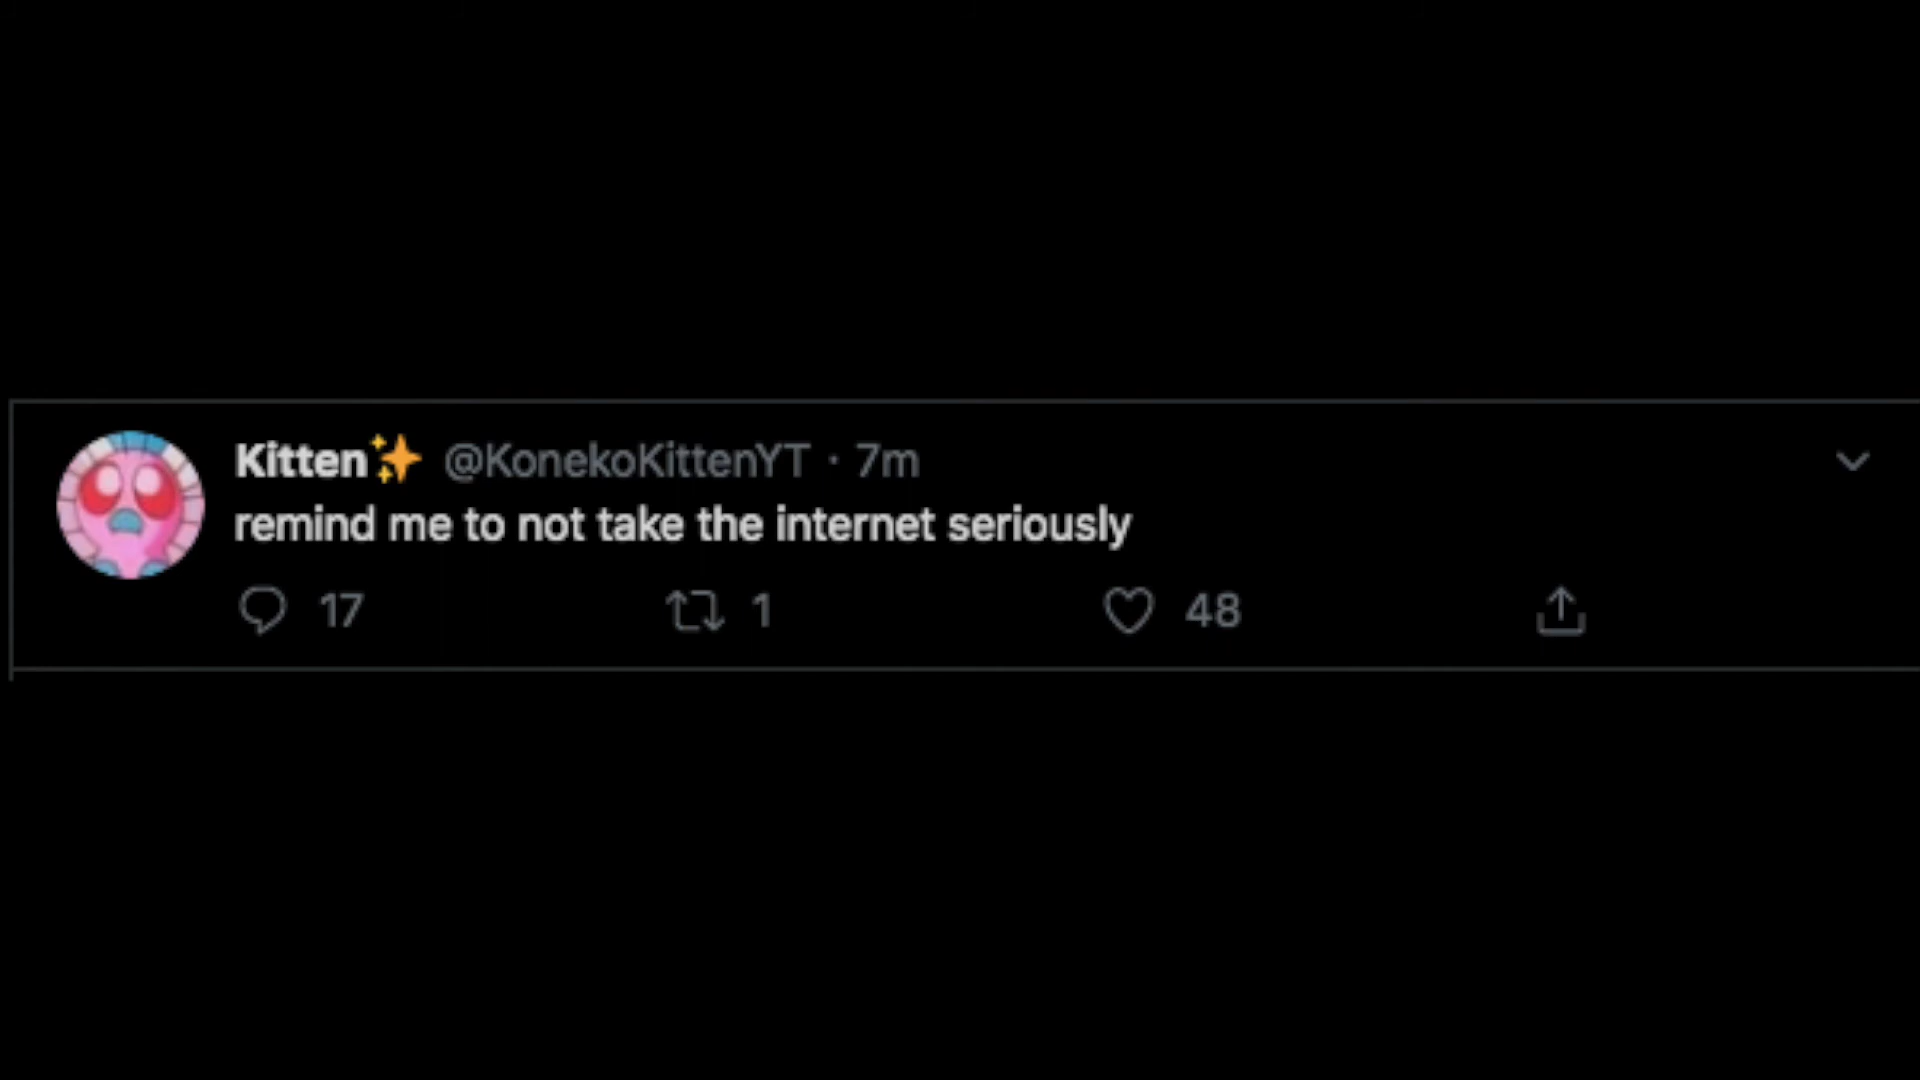 Kitten✨ @KonekoKittenYT · 7m
remind me to not take the internet seriously
17 1 48